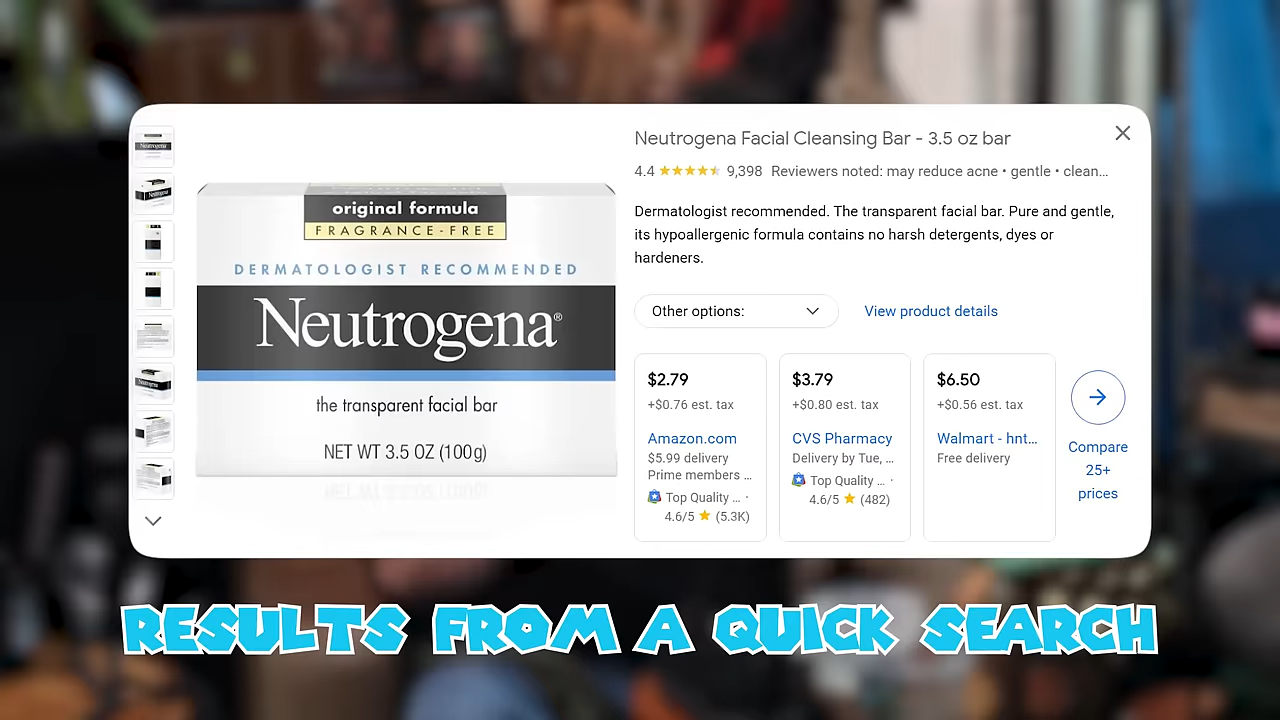 original formula
FRAGRANCE-FREE
DERMATOLOGIST RECOMMENDED
Neutrogena®
the transparent facial bar
NET WT 3.5 OZ (100g)
Neutrogena Facial Cleansing Bar - 3.5 oz bar
4.4 ★★★★★ 9,398 Reviewers noted: may reduce acne • gentle • clean...
Dermatologist recommended. The transparent facial bar. Pure and gentle,
its hypoallergenic formula contains no harsh detergents, dyes or
hardeners.
Other options:
View product details
$2.79
+$0.76 est. tax
Amazon.com
$5.99 delivery
Prime members ...
Top Quality ... ·
4.6/5 ★ (5.3K)
$3.79
+$0.80 est. tax
CVS Pharmacy
Delivery by Tue, ...
Top Quality ... ·
4.6/5 ★ (482)
$6.50
+$0.56 est. tax
Walmart - hnt...
Free delivery
Compare
25+
prices
RESULTS FROM A QUICK SEARCH